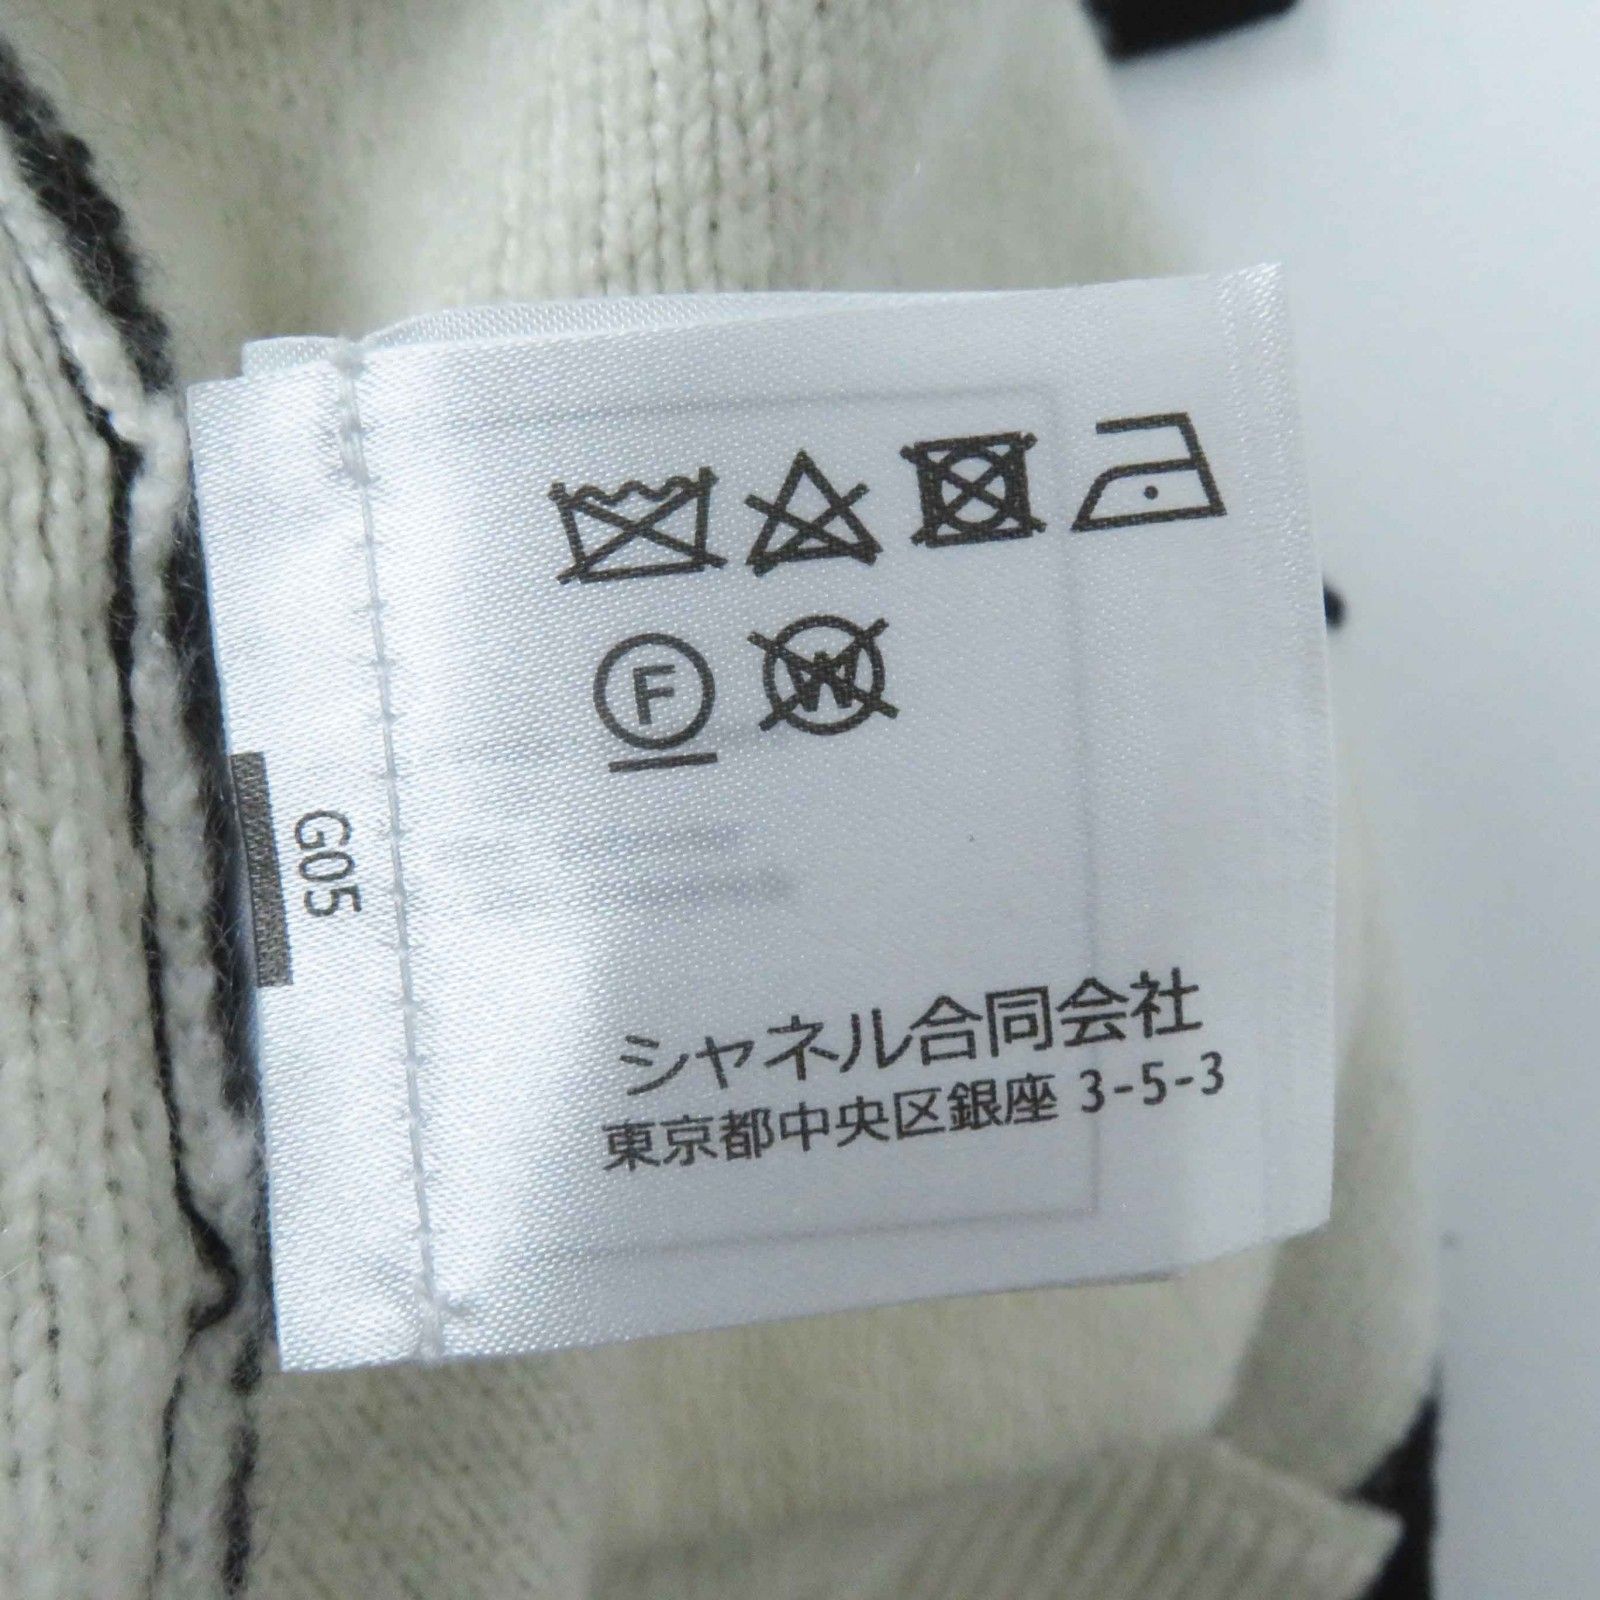 F W
G05
シャネル合同会社
東京都中央区銀座 3-5-3